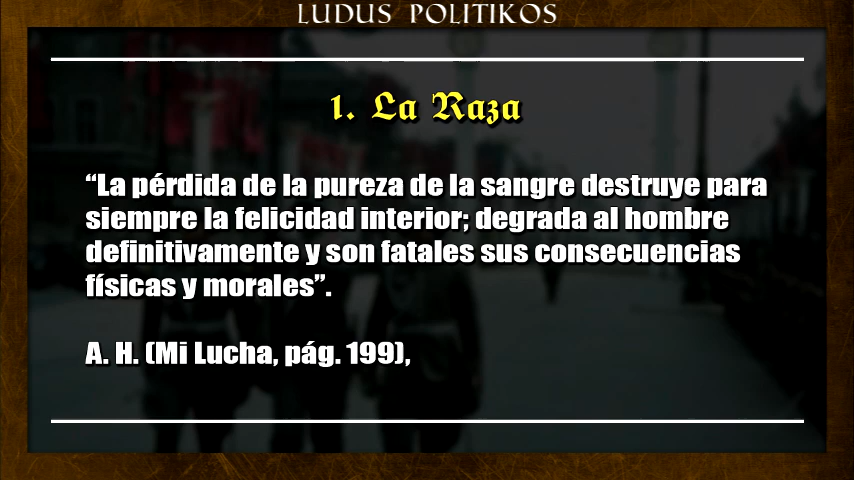 LUDUS POLITIKOS
1. La Raza
“La pérdida de la pureza de la sangre destruye para
siempre la felicidad interior; degrada al hombre
definitivamente y son fatales sus consecuencias
físicas y morales”.
A. H. (Mi Lucha, pág. 199),